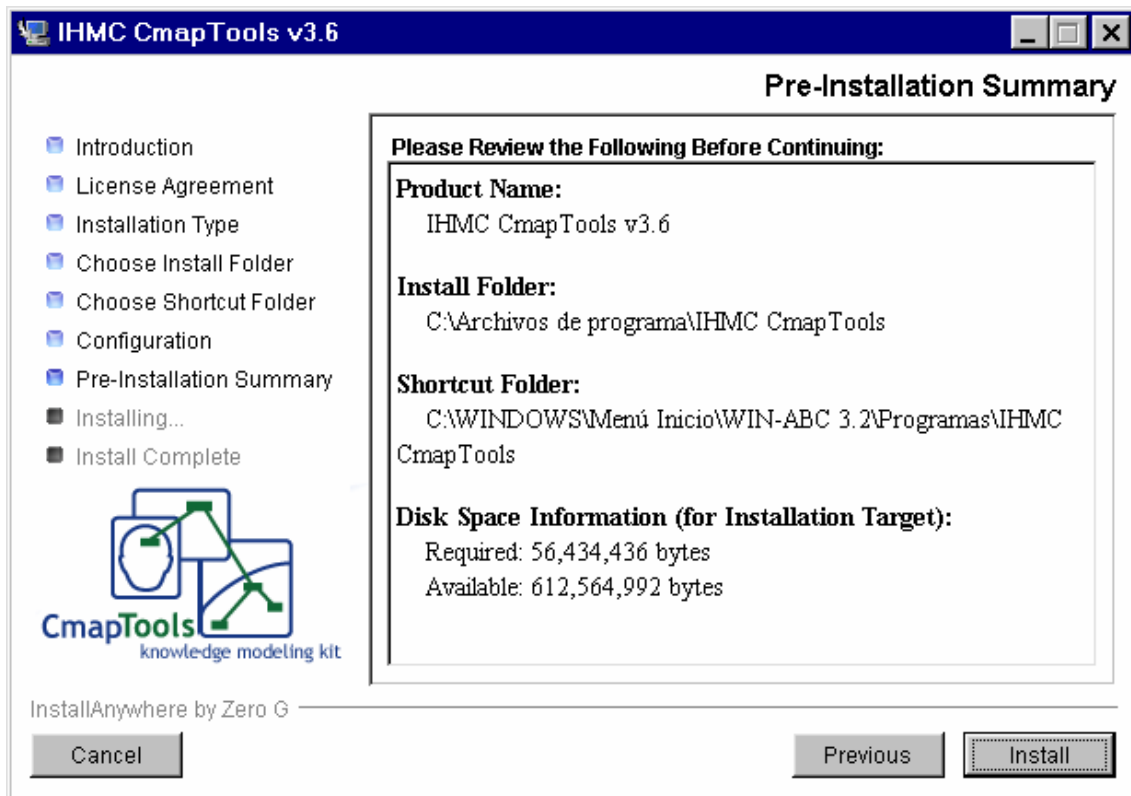 IHMC CmapTools v3.6
Pre-Installation Summary
Introduction
License Agreement
Installation Type
Choose Install Folder
Choose Shortcut Folder
Configuration
Pre-Installation Summary
Installing...
Install Complete
CmapTools
knowledge modeling kit
Please Review the Following Before Continuing:
Product Name:
IHMC CmapTools v3.6
Install Folder:
C:\Archivos de programa\IHMC CmapTools
Shortcut Folder:
C:\WINDOWS\Menú Inicio\WIN-ABC 3.2\Programas\IHMC
CmapTools
Disk Space Information (for Installation Target):
Required: 56,434,436 bytes
Available: 612,564,992 bytes
InstallAnywhere by Zero G
Cancel
Previous
Install